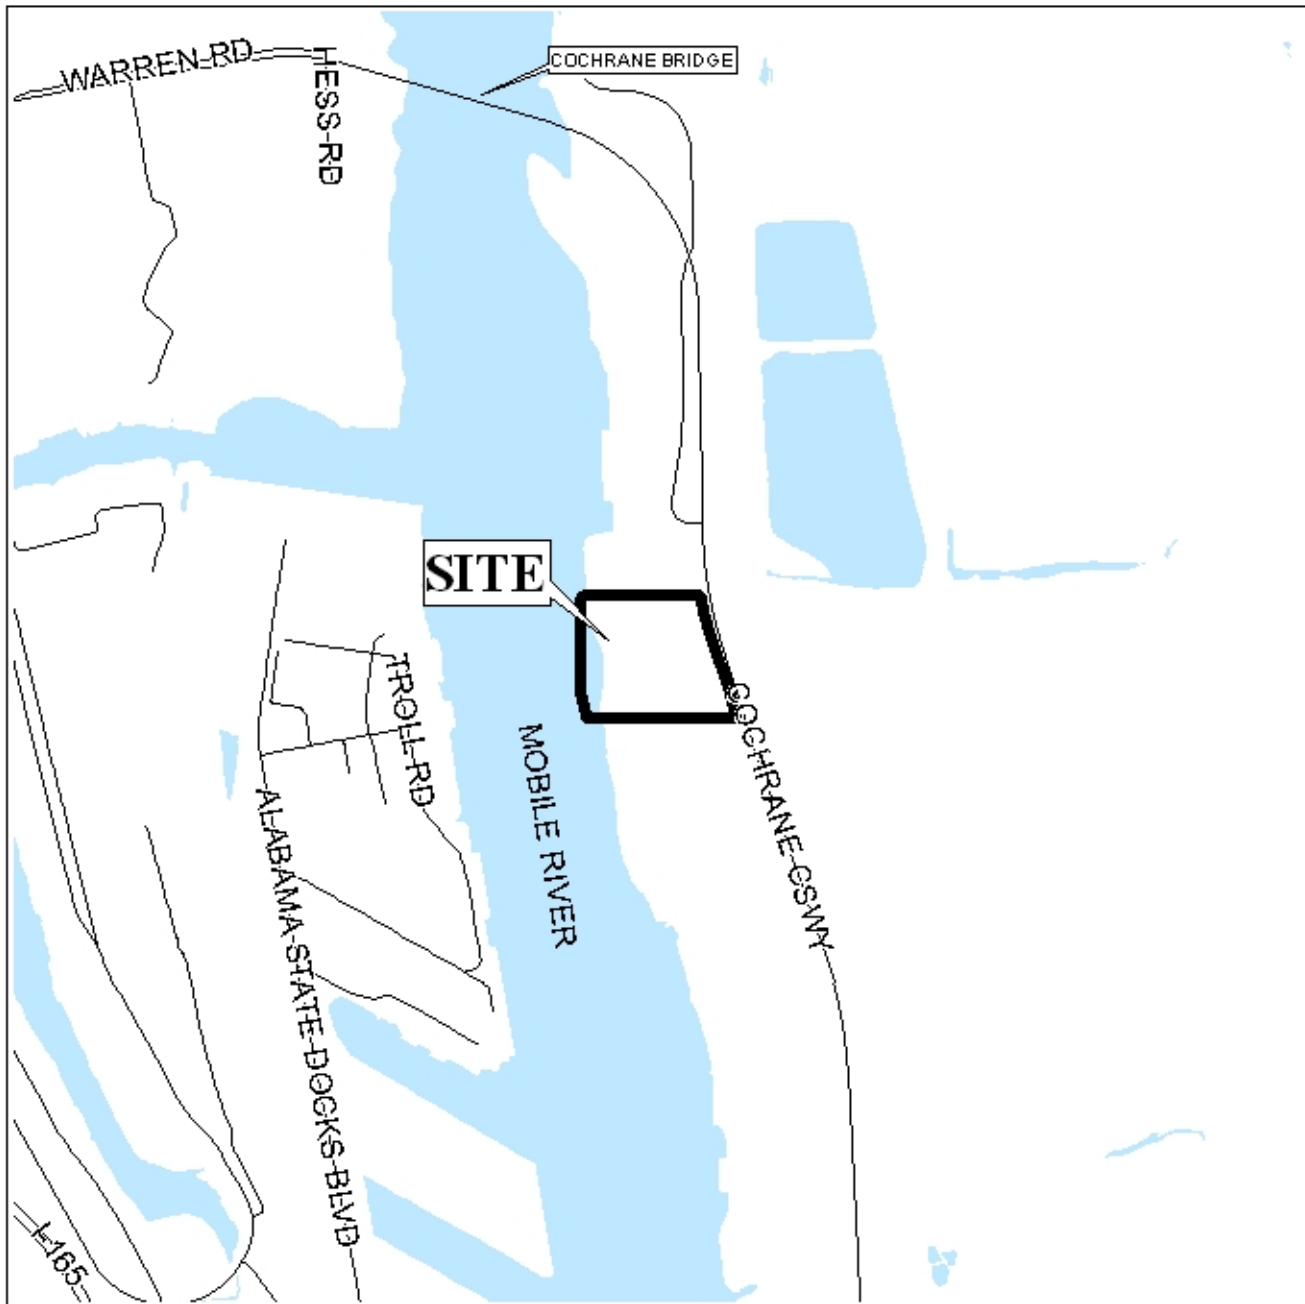 WARREN RD
HESS RD
COCHRANE BRIDGE
SITE
TROLL RD
MOBILE RIVER
COCHRANE CSWY
ALABAMA STATE DOCKS BLVD
I-165